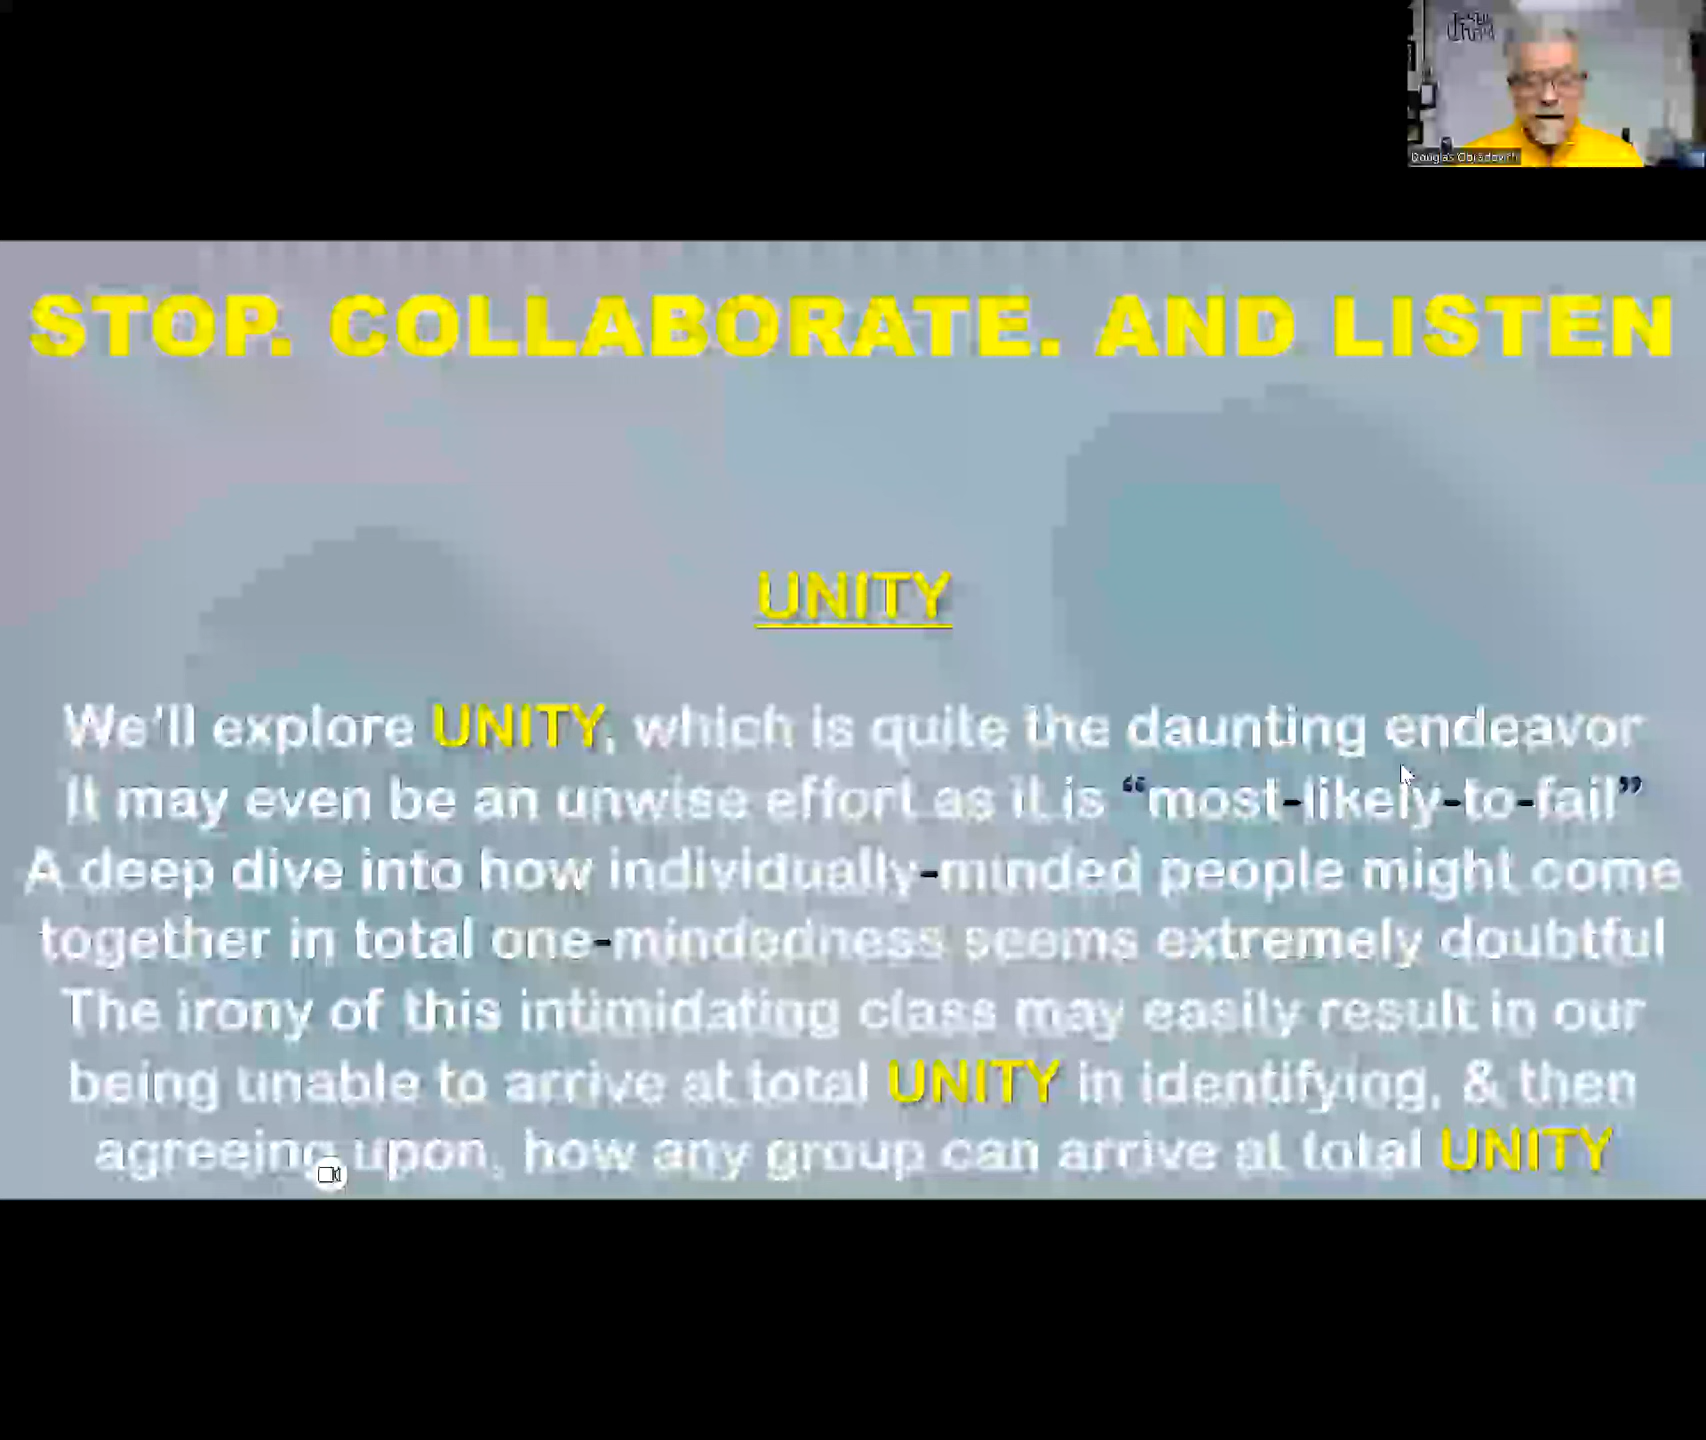 Douglas Obradovich
STOP. COLLABORATE. AND LISTEN
UNITY
We'll explore UNITY, which is quite the daunting endeavor
It may even be an unwise effort as it is “most-likely-to-fail”
A deep dive into how individually-minded people might come
together in total one-mindedness seems extremely doubtful
The irony of this intimidating class may easily result in our
being unable to arrive at total UNITY in identifying, & then
agreeing upon, how any group can arrive at total UNITY